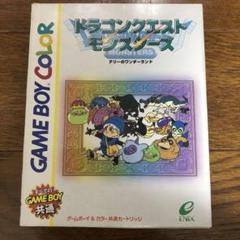 GAME BOY COLOR
ドラゴンクエスト
モンスターズ
MONSTERS
テリーのワンダーランド
GAME BOY
共通
ゲームボーイ&カラー共通カートリッジ
ENIX